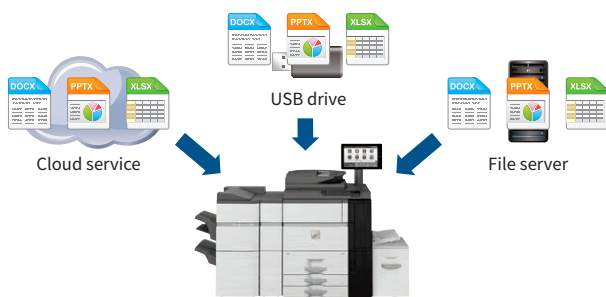 DOCX PPTX XLSX
USB drive
DOCX PPTX XLSX
Cloud service
DOCX PPTX XLSX
File server